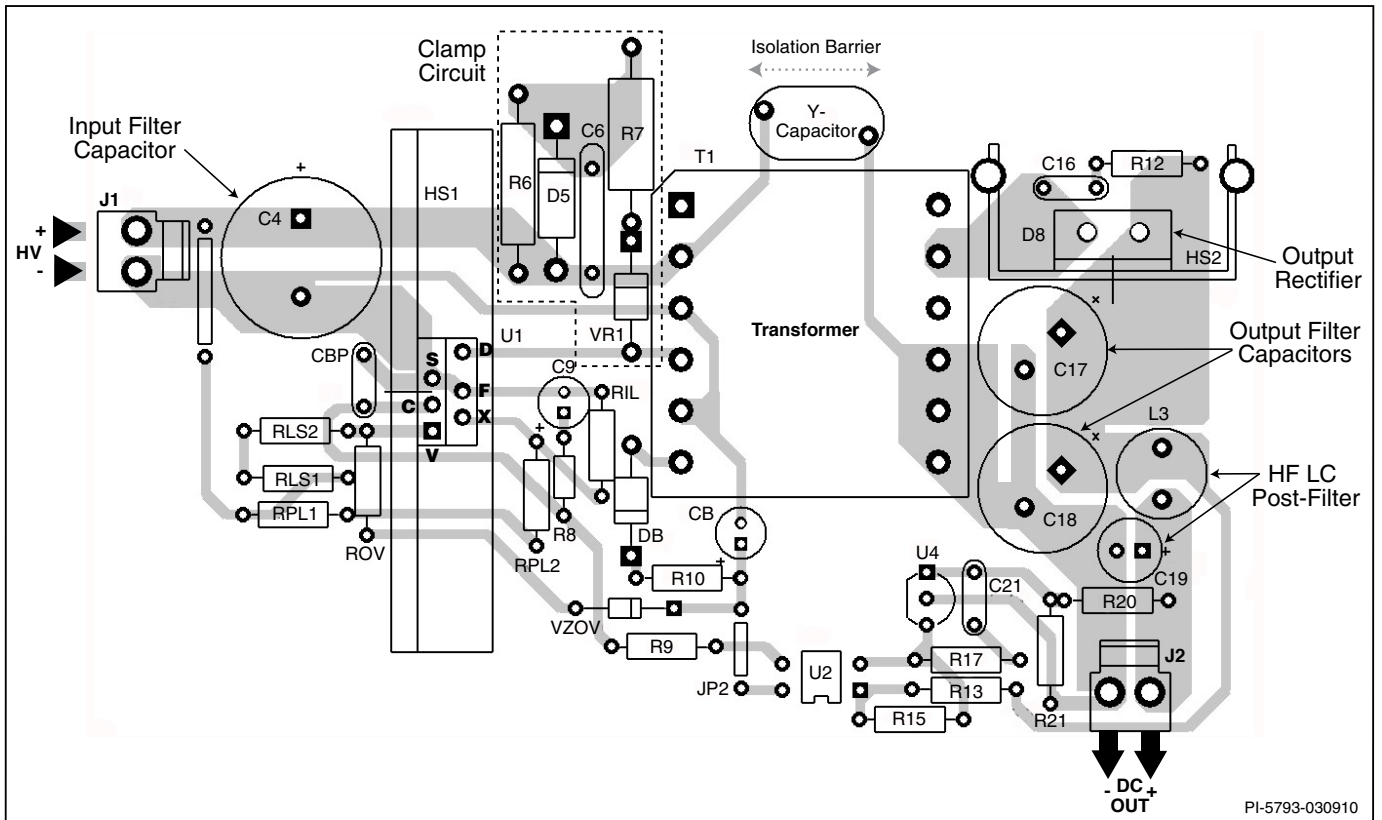 Clamp
Circuit
Isolation Barrier
Y-
Capacitor
Input Filter
Capacitor
C6
R7
T1
C16
R12
R6
D5
HS1
J1
+
C4
+
HV
-
D8
HS2
Output
Rectifier
Transformer
U1
VR1
x
Output Filter
Capacitors
CBP
S
D
C9
RIL
F
C
X
V
C17
L3
RLS2
+
x
RLS1
RPL1
HF LC
Post-Filter
C18
ROV
RPL2
R8
DB
CB
+
U4
+
C19
R10
C21
R20
VZOV
R9
U2
R17
J2
JP2
R13
R15
R21
- DC +
OUT
PI-5793-030910